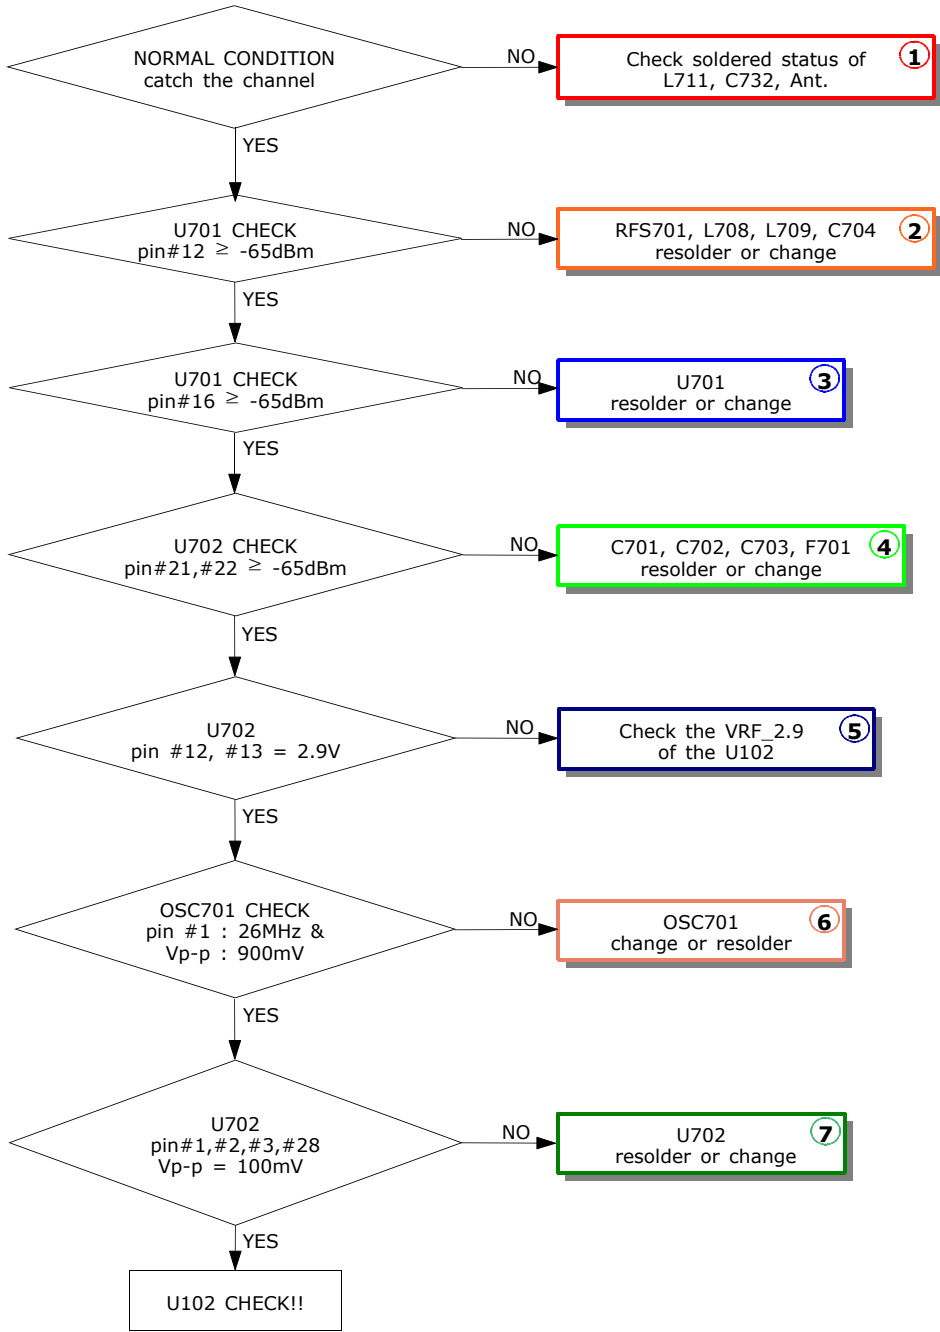 NORMAL CONDITION
catch the channel
NO
Check soldered status of
L711, C732, Ant.
1
YES
U701 CHECK
pin#12 ≥ -65dBm
NO
RFS701, L708, L709, C704
resolder or change
2
YES
U701 CHECK
pin#16 ≥ -65dBm
NO
U701
resolder or change
3
YES
U702 CHECK
pin#21,#22 ≥ -65dBm
NO
C701, C702, C703, F701
resolder or change
4
YES
U702
pin #12, #13 = 2.9V
NO
Check the VRF_2.9
of the U102
5
YES
OSC701 CHECK
pin #1 : 26MHz &
Vp-p : 900mV
NO
OSC701
change or resolder
6
YES
U702
pin#1,#2,#3,#28
Vp-p = 100mV
NO
U702
resolder or change
7
YES
U102 CHECK!!